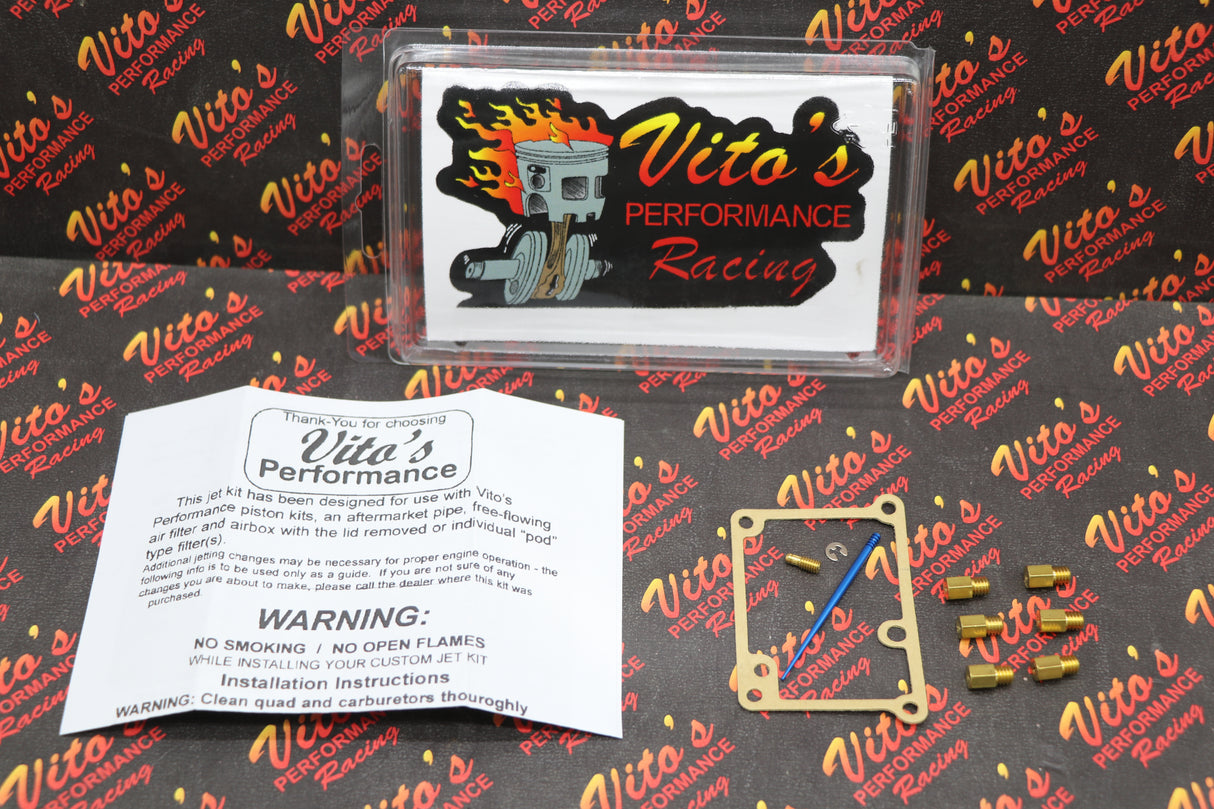 Vito's
PERFORMANCE
Racing
Thank-You for choosing
Vito's
Performance
This jet kit has been designed for use with Vito's
Performance piston kits, an aftermarket pipe, free-flowing
air filter and airbox with the lid removed or individual "pod"
type filter(s).
Additional jetting changes may be necessary for proper engine operation - the
following info is to be used only as a guide. If you are not sure of any
changes you are about to make, please call the dealer where this kit was
purchased.
WARNING:
NO SMOKING / NO OPEN FLAMES
WHILE INSTALLING YOUR CUSTOM JET KIT
Installation Instructions
WARNING: Clean quad and carburetors thouroghly